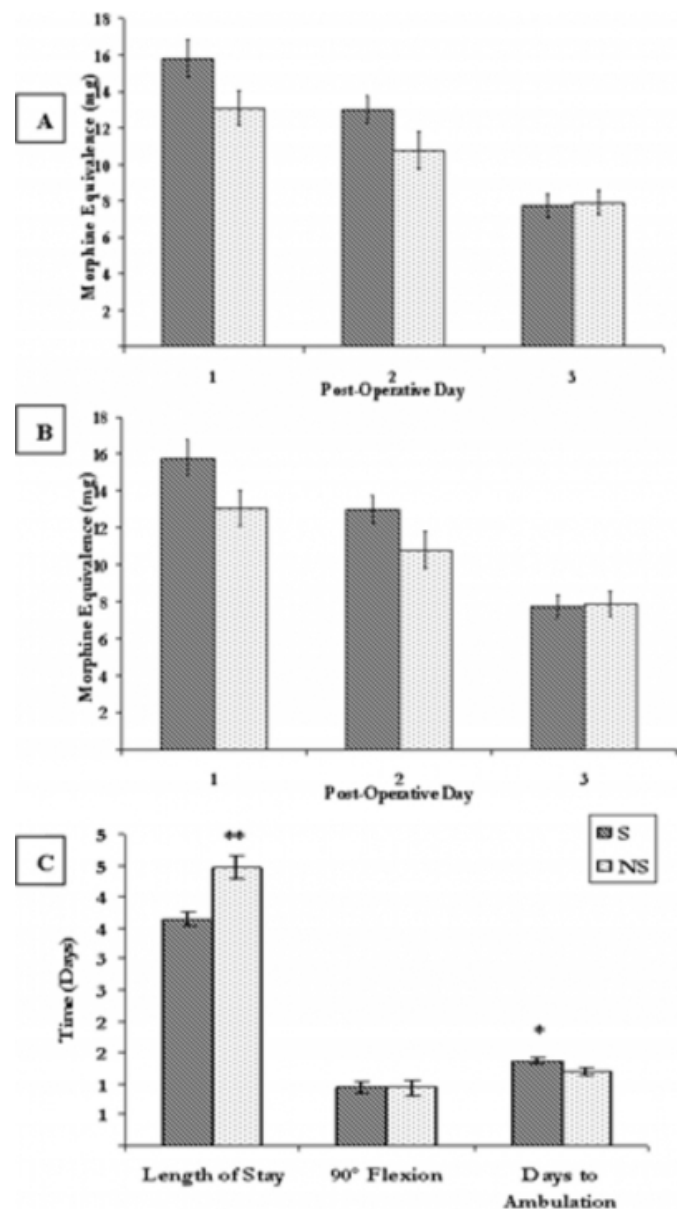 18
16
14
12
10
8
6
4
2
Morphine Equivalence (mg)
A
1 2 3
Post-Operative Day
18
16
14
12
10
8
6
4
2
Morphine Equivalence (mg)
B
1 2 3
Post-Operative Day
S
NS
5
5
4
4
3
3
2
2
1
1
Time (Days)
C
**
*
Length of Stay 90° Flexion Days to
Ambulation